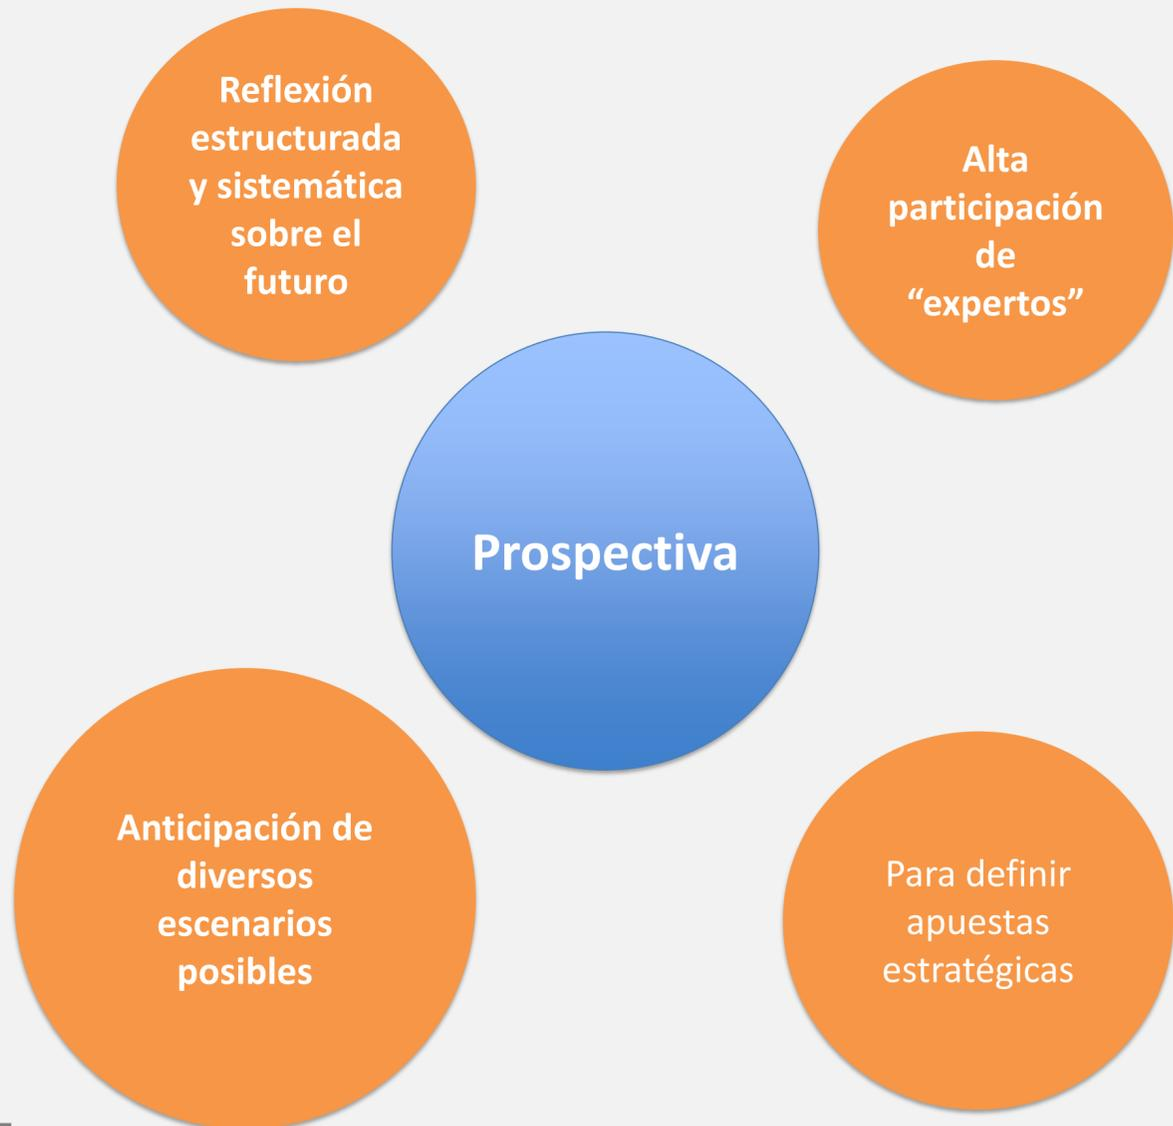 Reflexión
estructurada
y sistemática
sobre el
futuro
Alta
participación
de
“expertos”
Prospectiva
Anticipación de
diversos
escenarios
posibles
Para definir
apuestas
estratégicas